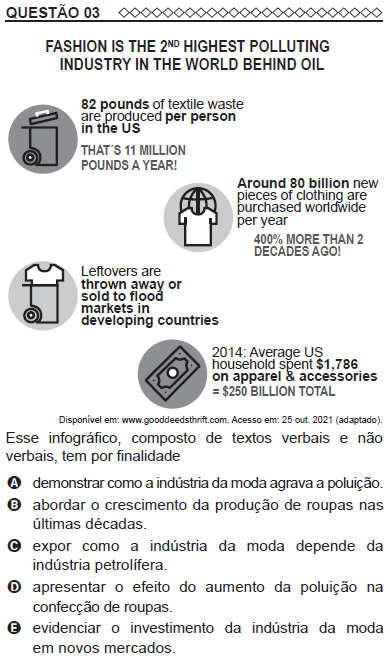 QUESTÃO 03
FASHION IS THE 2ND HIGHEST POLLUTING
INDUSTRY IN THE WORLD BEHIND OIL
82 pounds of textile waste
are produced per person
in the US
THAT´S 11 MILLION
POUNDS A YEAR!
Around 80 billion new
pieces of clothing are
purchased worldwide
per year
400% MORE THAN 2
DECADES AGO!
Leftovers are
thrown away or
sold to flood
markets in
developing countries
2014: Average US
household spent $1,786
on apparel & accessories
= $250 BILLION TOTAL
Disponível em: www.gooddeedsthrift.com. Acesso em: 25 out. 2021 (adaptado).
Esse infográfico, composto de textos verbais e não
verbais, tem por finalidade
A demonstrar como a indústria da moda agrava a poluição.
B abordar o crescimento da produção de roupas nas
últimas décadas.
C expor como a indústria da moda depende da
indústria petrolífera.
D apresentar o efeito do aumento da poluição na
confecção de roupas.
E evidenciar o investimento da indústria da moda
em novos mercados.